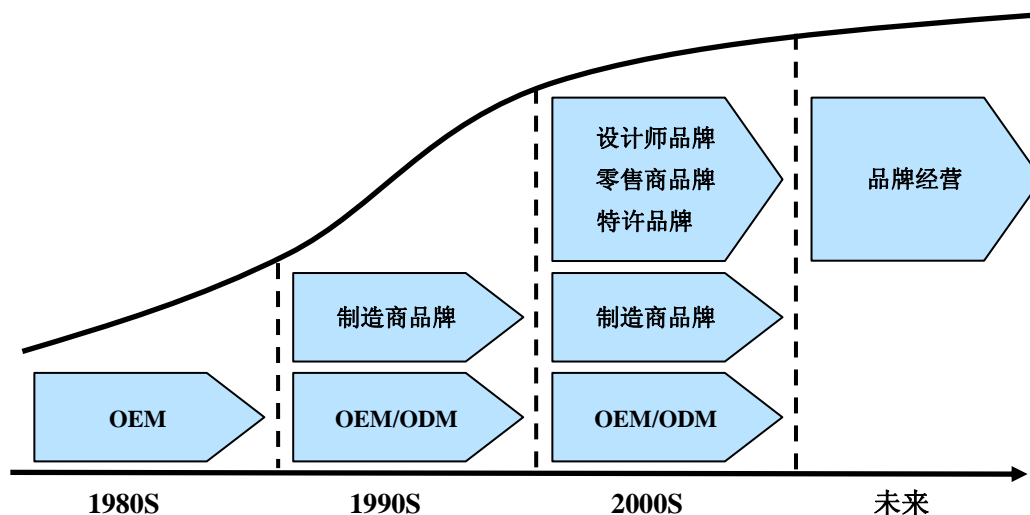 设计师品牌
零售商品牌
特许品牌
品牌经营
制造商品牌
制造商品牌
OEM
OEM/ODM
OEM/ODM
1980S
1990S
2000S
未来